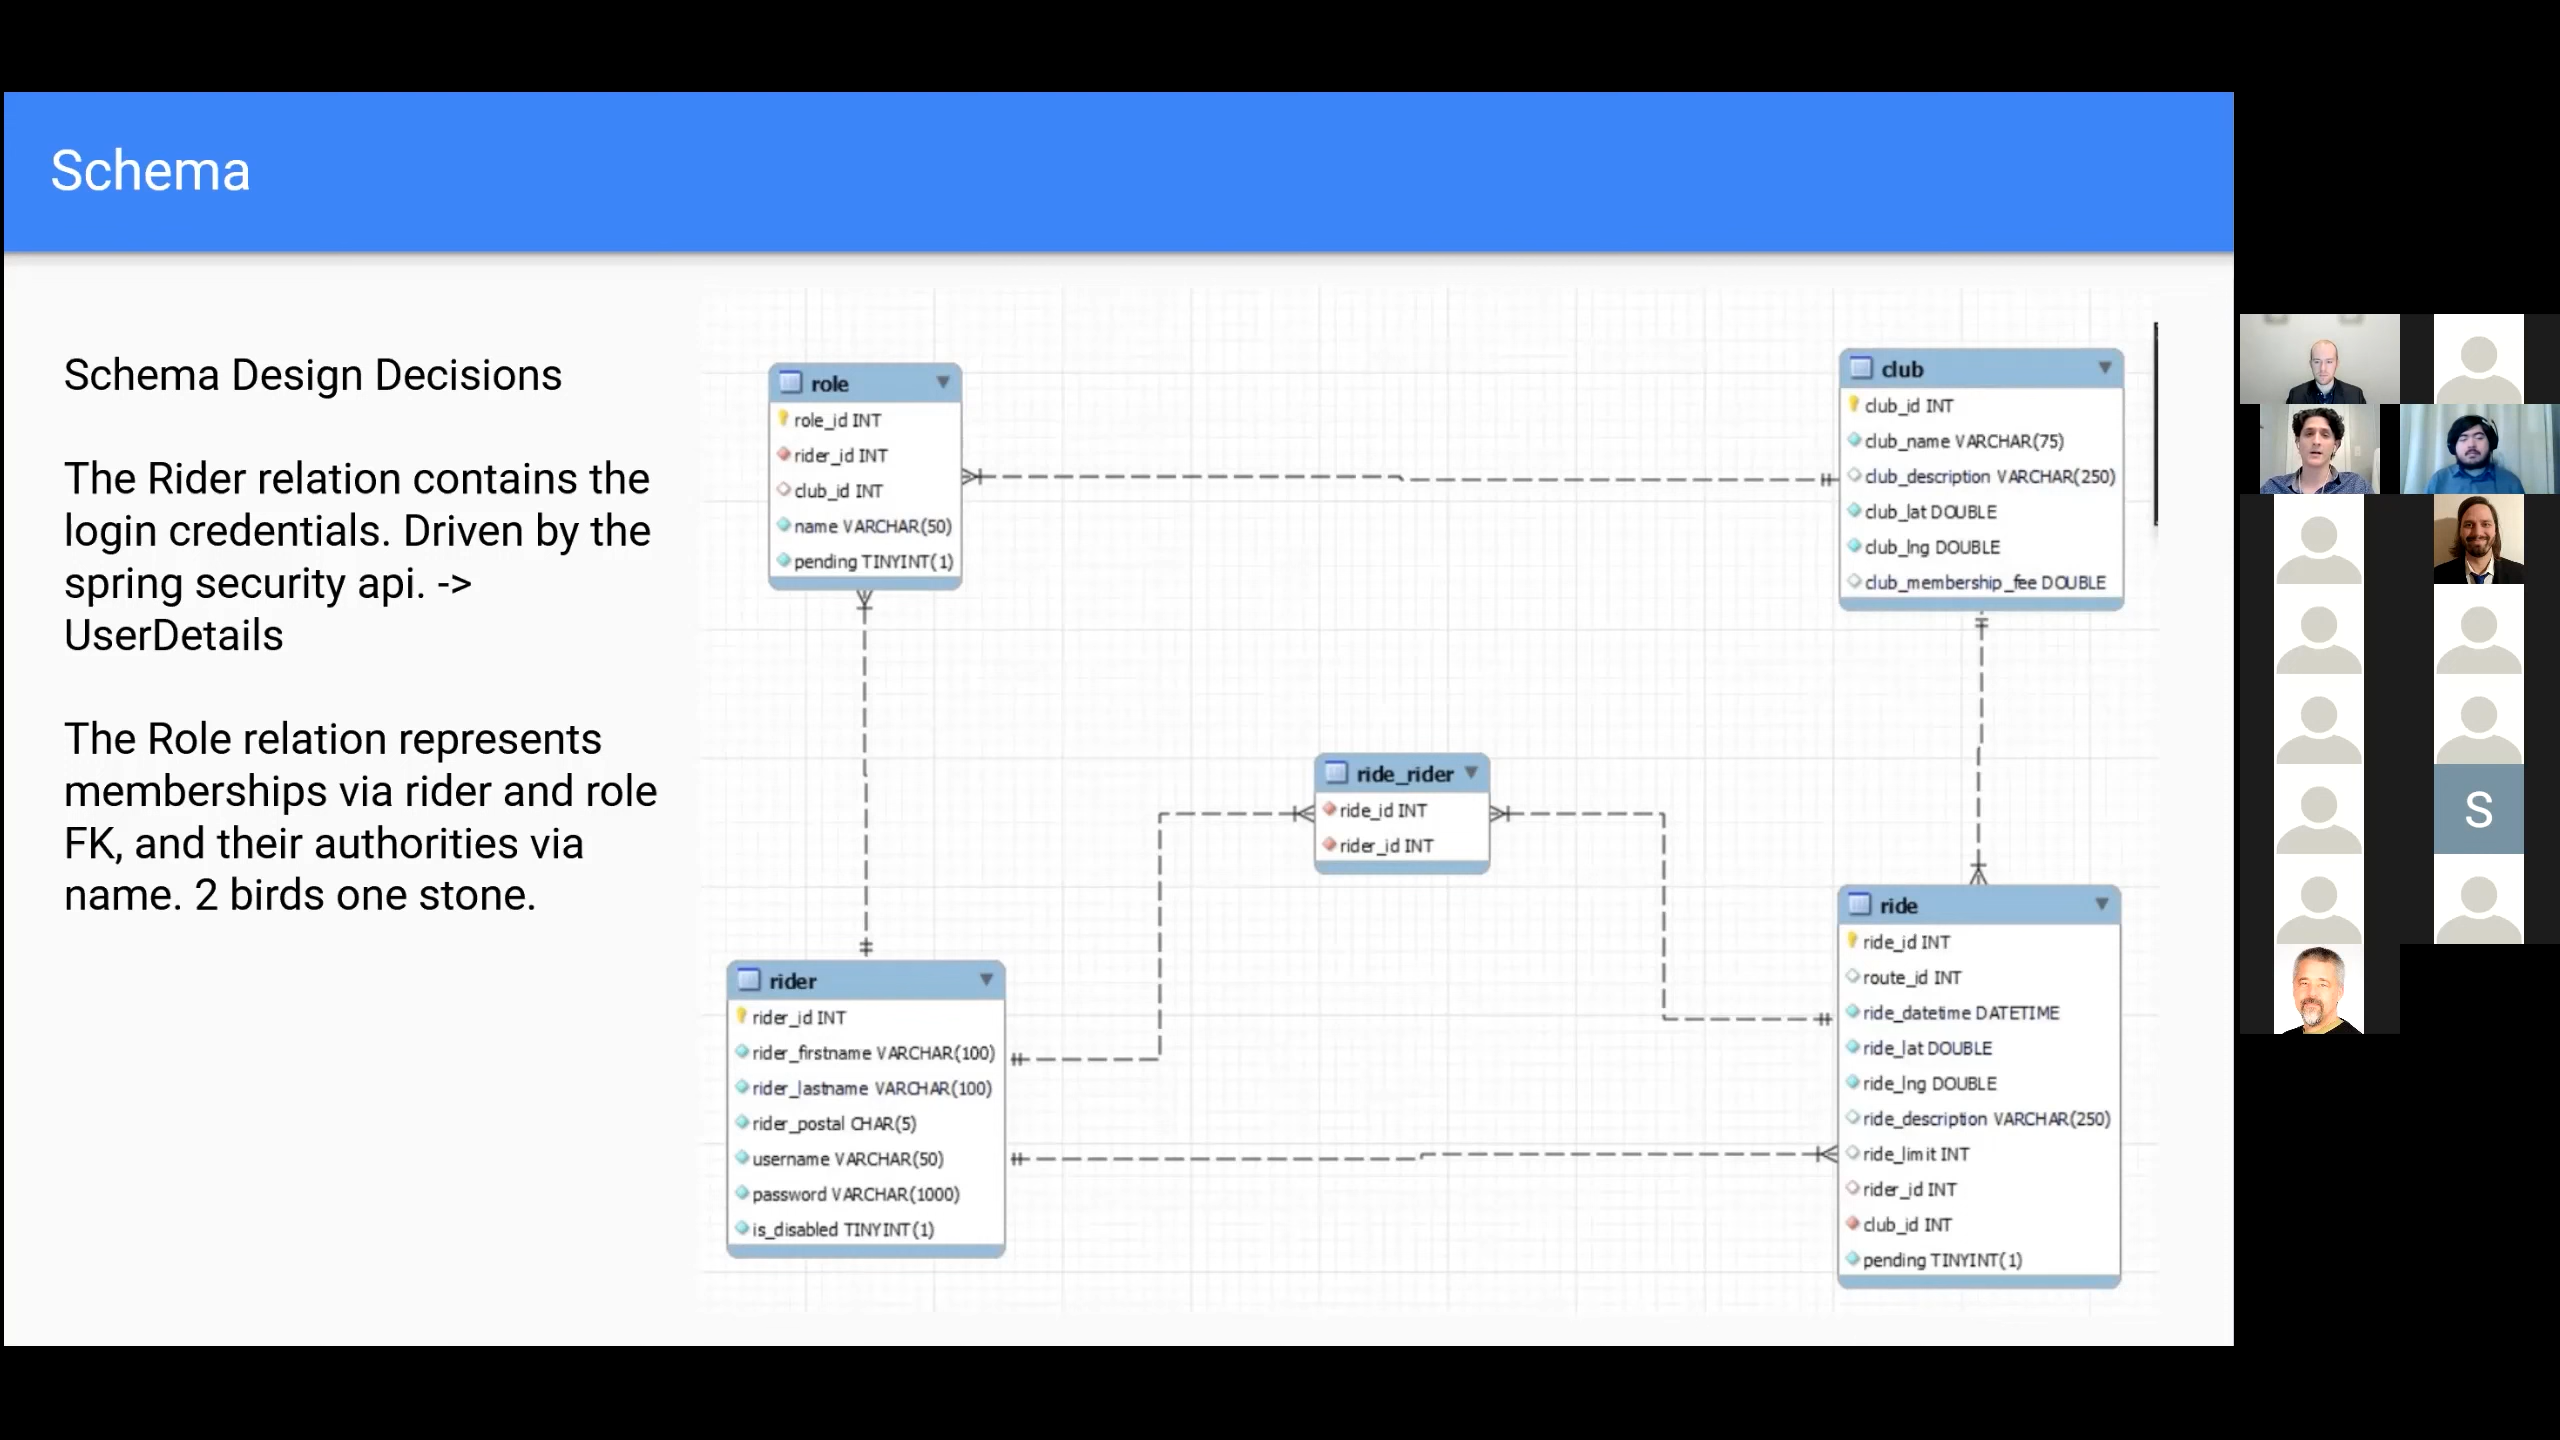 Schema
Schema Design Decisions
The Rider relation contains the
login credentials. Driven by the
spring security api. ->
UserDetails
The Role relation represents
memberships via rider and role
FK, and their authorities via
name. 2 birds one stone.
role
role_id INT
rider_id INT
club_id INT
name VARCHAR(50)
pending TINYINT(1)
club
club_id INT
club_name VARCHAR(75)
club_description VARCHAR(250)
club_lat DOUBLE
club_lng DOUBLE
club_membership_fee DOUBLE
ride_rider
ride_id INT
rider_id INT
rider
rider_id INT
rider_firstname VARCHAR(100)
rider_lastname VARCHAR(100)
rider_postal CHAR(5)
username VARCHAR(50)
password VARCHAR(1000)
is_disabled TINYINT(1)
ride
ride_id INT
route_id INT
ride_datetime DATETIME
ride_lat DOUBLE
ride_lng DOUBLE
ride_description VARCHAR(250)
ride_limit INT
rider_id INT
club_id INT
pending TINYINT(1)
S